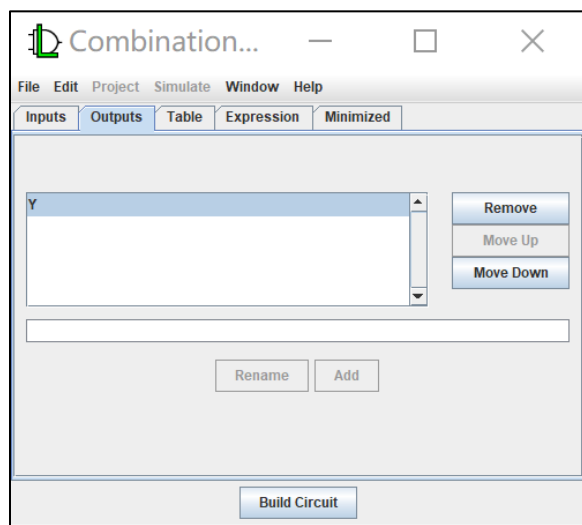 Combination...
File Edit Project Simulate Window Help
Inputs Outputs Table Expression Minimized
Y
Remove
Move Up
Move Down
Rename Add
Build Circuit